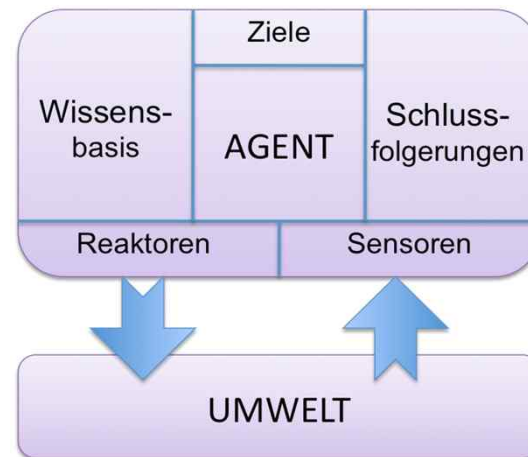 Ziele
Wissens-
basis
AGENT
Schluss-
folgerungen
Reaktoren
Sensoren
UMWELT